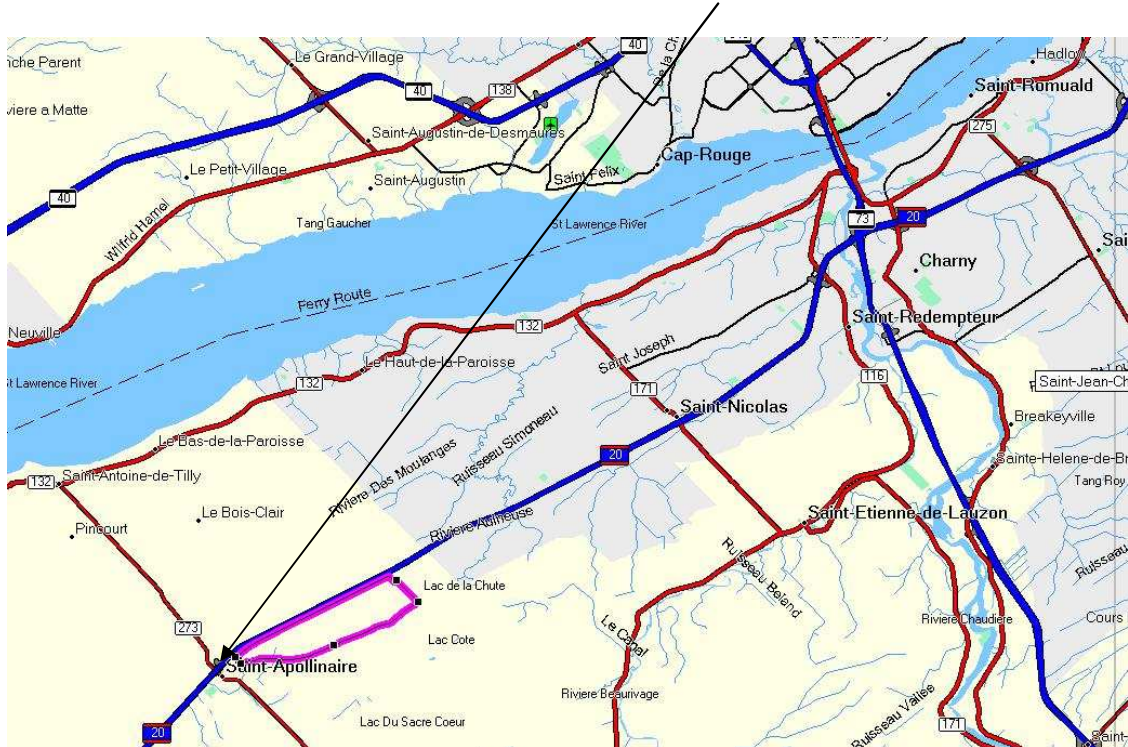 Le Grand-Village
40
Hadlow
nche Parent
40
138
Saint-Romuald
iviere a Matte
Saint-Augustin-de-Desmaures
275
Cap-Rouge
Le Petit-Village
Saint-Augustin
Saint Felix
40
Tang Gaucher
St Lawrence River
73
20
Wilfrid Hamel
Charny
Sai
Ferry Route
Neuville
132
Saint-Redempteur
Saint Joseph
Le Haut-de-la-Paroisse
St Lawrence River
132
116
Saint-Jean-Ch
171
Saint-Nicolas
Breakeyville
Le Bas-de-la-Paroisse
Ruisseau Simoneau
20
Riviere Des Moulanges
Sainte-Helene-de-Br
132
Saint-Antoine-de-Tilly
Tang Roy
Le Bois-Clair
Saint-Etienne-de-Lauzon
Pincourt
Riviere Aulneuse
Ruisseau Beland
Ruisseau
Lac de la Chute
Riviere Chaudiere
Cours
273
Lac Cote
Le Canal
Saint-Apollinaire
Riviere Beaurivage
Ruisseau Vallee
Lac Du Sacre Coeur
171
20
Saint-